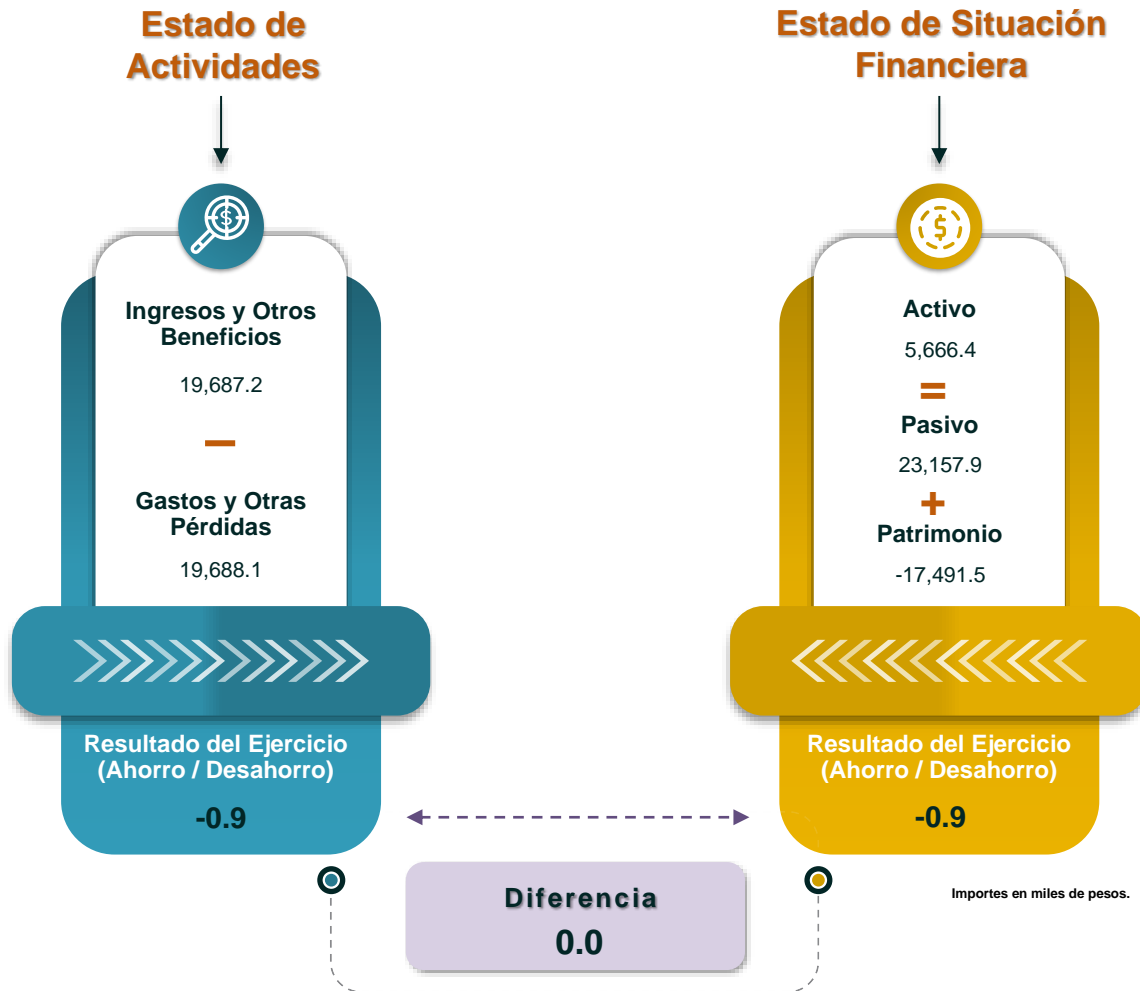 Estado de
Actividades
Ingresos y Otros
Beneficios
19,687.2
–
Gastos y Otras
Pérdidas
19,688.1
Resultado del Ejercicio
(Ahorro / Desahorro)
-0.9
Estado de Situación
Financiera
$
Activo
5,666.4
=
Pasivo
23,157.9
+
Patrimonio
-17,491.5
Resultado del Ejercicio
(Ahorro / Desahorro)
-0.9
Diferencia
0.0
Importes en miles de pesos.